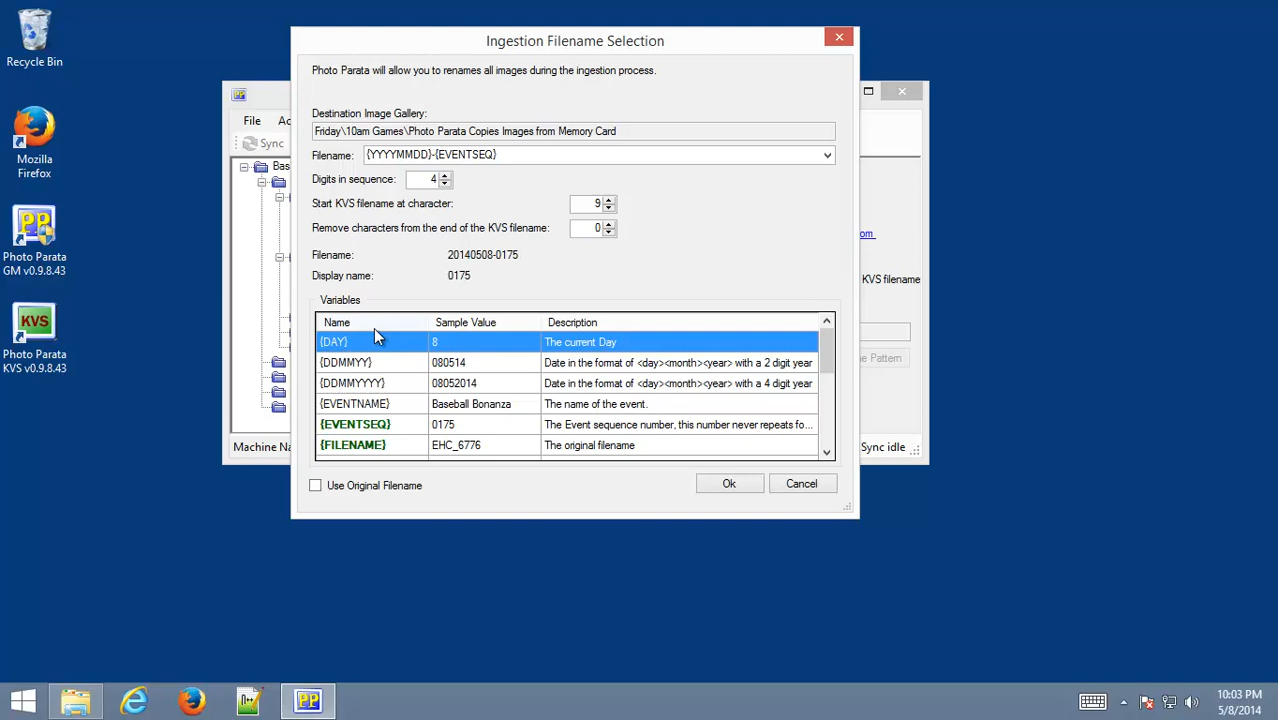 Recycle Bin
Mozilla
Firefox
Photo Parata
GM v0.9.8.43
KVS
Photo Parata
KVS v0.9.8.43
PP
File
Ac
Sync
Bas
Machine Na
om
KVS filename
e Pattern
Sync idle
Ingestion Filename Selection
Photo Parata will allow you to renames all images during the ingestion process.
Destination Image Gallery:
Friday\10am Games\Photo Parata Copies Images from Memory Card
Filename: {YYYYMMDD}-{EVENTSEQ}
Digits in sequence: 4
Start KVS filename at character: 9
Remove characters from the end of the KVS filename: 0
Filename: 20140508-0175
Display name: 0175
Variables
Name Sample Value Description
{DAY} 8 The current Day
{DDMMYY} 080514 Date in the format of <day><month><year> with a 2 digit year
{DDMMYYYY} 08052014 Date in the format of <day><month><year> with a 4 digit year
{EVENTNAME} Baseball Bonanza The name of the event.
{EVENTSEQ} 0175 The Event sequence number, this number never repeats fo...
{FILENAME} EHC_6776 The original filename
Use Original Filename
Ok
Cancel
PP
10:03 PM
5/8/2014